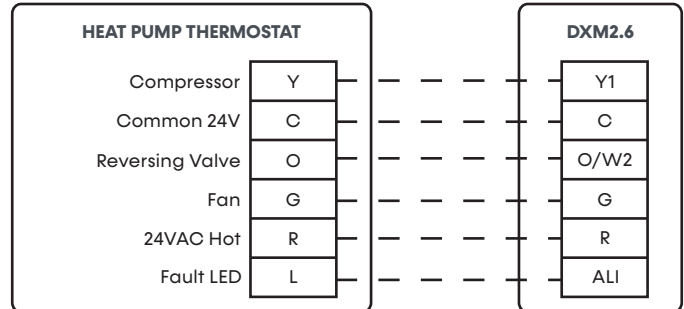 HEAT PUMP THERMOSTAT DXM2.6
Compressor Y Y1
Common 24V C C
Reversing Valve O O/W2
Fan G G
24VAC Hot R R
Fault LED L ALI